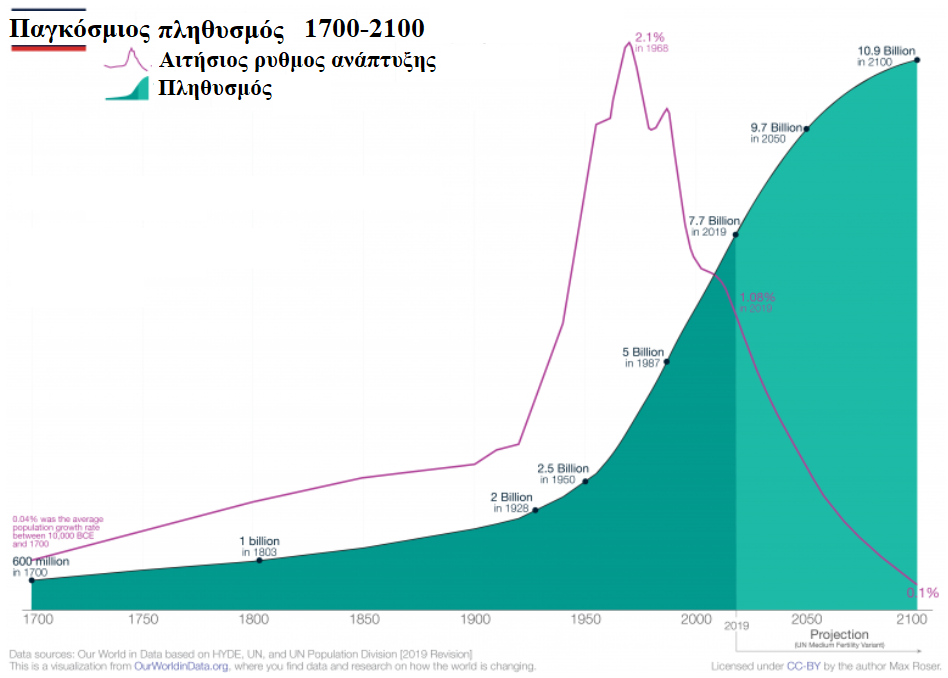 Παγκόσμιος πληθυσμός 1700-2100
Αιτήσιος ρυθμος ανάπτυξης
Πληθυσμός
2.1%
in 1968
10.9 Billion
in 2100
9.7 Billion
in 2050
7.7 Billion
in 2019
1.08%
in 2019
5 Billion
in 1987
2.5 Billion
in 1950
2 Billion
in 1928
1 billion
in 1803
0.04% was the average
population growth rate
between 10,000 BCE
and 1700
600 million
in 1700
0.1%
1700 1750 1800 1850 1900 1950 2000 2019 2050 2100
Projection
(UN Medium Fertility Variant)
Data sources: Our World in Data based on HYDE, UN, and UN Population Division [2019 Revision]
This is a visualization from OurWorldinData.org, where you find data and research on how the world is changing.
Licensed under CC-BY by the author Max Roser.